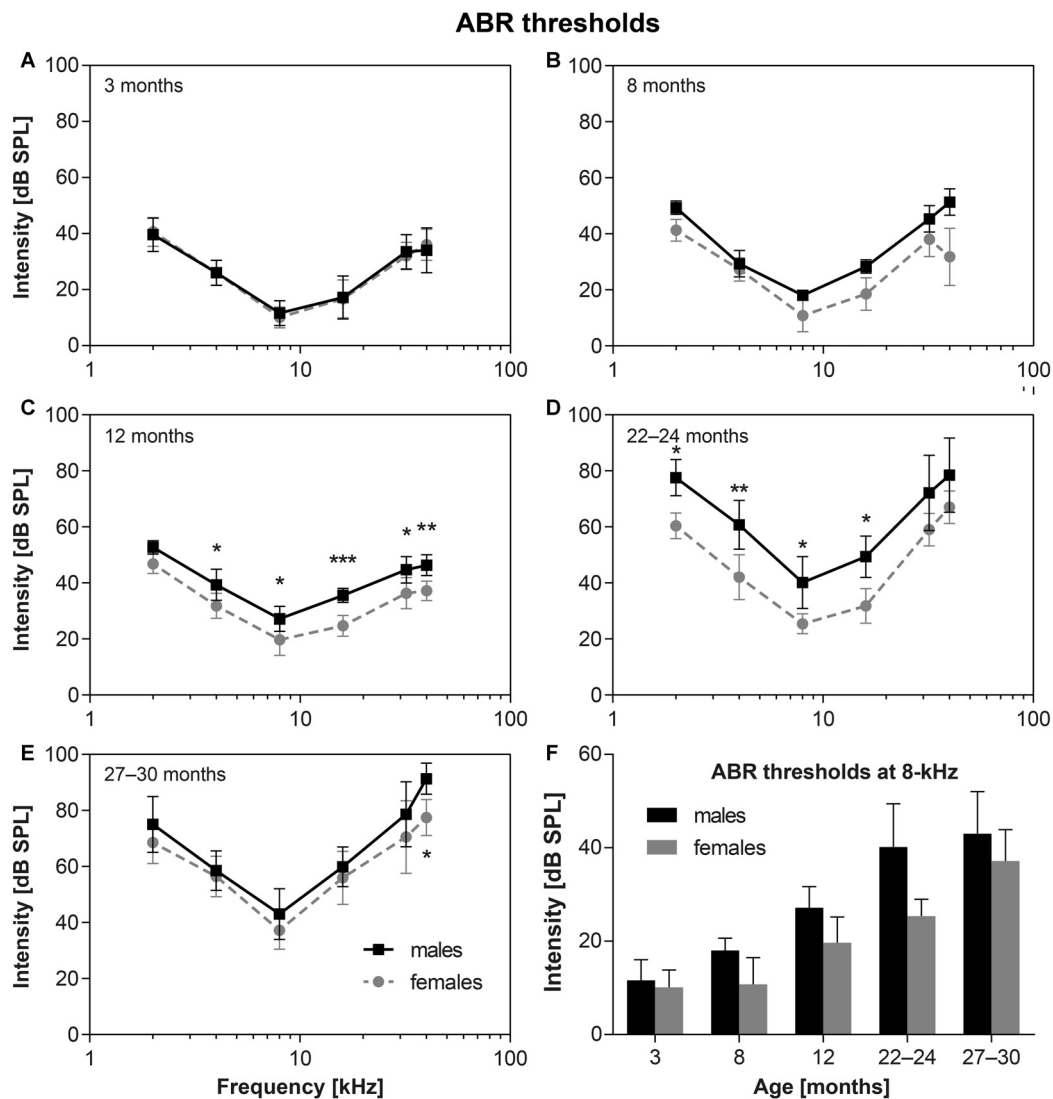 ABR thresholds
A
3 months
Intensity [dB SPL]
100
80
60
40
20
0
1
10
100
B
8 months
100
80
60
40
20
0
1
10
100
C
12 months
Intensity [dB SPL]
100
80
60
40
20
0
*
*
***
*
**
1
10
100
D
22–24 months
100
80
60
40
20
0
*
**
*
*
1
10
100
E
27–30 months
Intensity [dB SPL]
100
80
60
40
20
0
*
males
females
1
10
100
Frequency [kHz]
F
ABR thresholds at 8-kHz
males
females
Intensity [dB SPL]
60
40
20
0
3
8
12
22–24
27–30
Age [months]